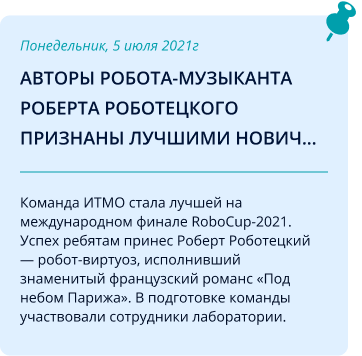 Понедельник, 5 июля 2021г
АВТОРЫ РОБОТА-МУЗЫКАНТА
РОБЕРТА РОБОТЕЦКОГО
ПРИЗНАНЫ ЛУЧШИМИ НОВИЧ...
Команда ИТМО стала лучшей на
международном финале RoboCup-2021.
Успех ребятам принес Роберт Роботецкий
— робот-виртуоз, исполнивший
знаменитый французский романс «Под
небом Парижа». В подготовке команды
участвовали сотрудники лаборатории.